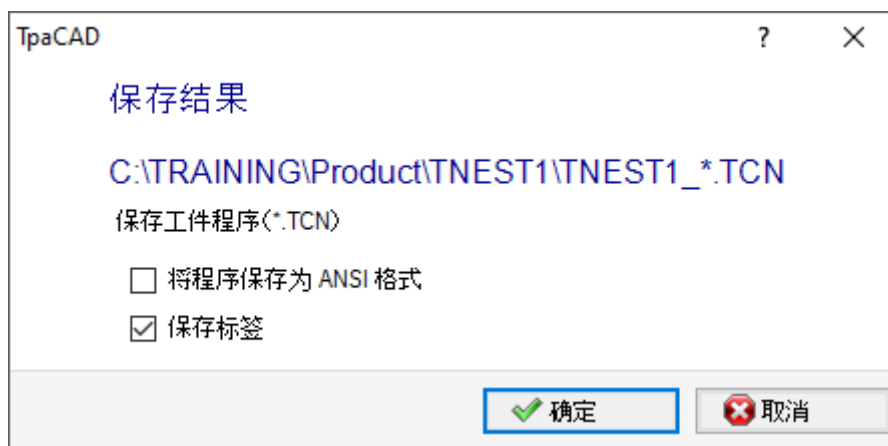 TpaCAD ?
保存结果
C:\TRAINING\Product\TNEST1\TNEST1_*.TCN
保存工件程序(*.TCN)
将程序保存为 ANSI 格式
保存标签
确定 取消